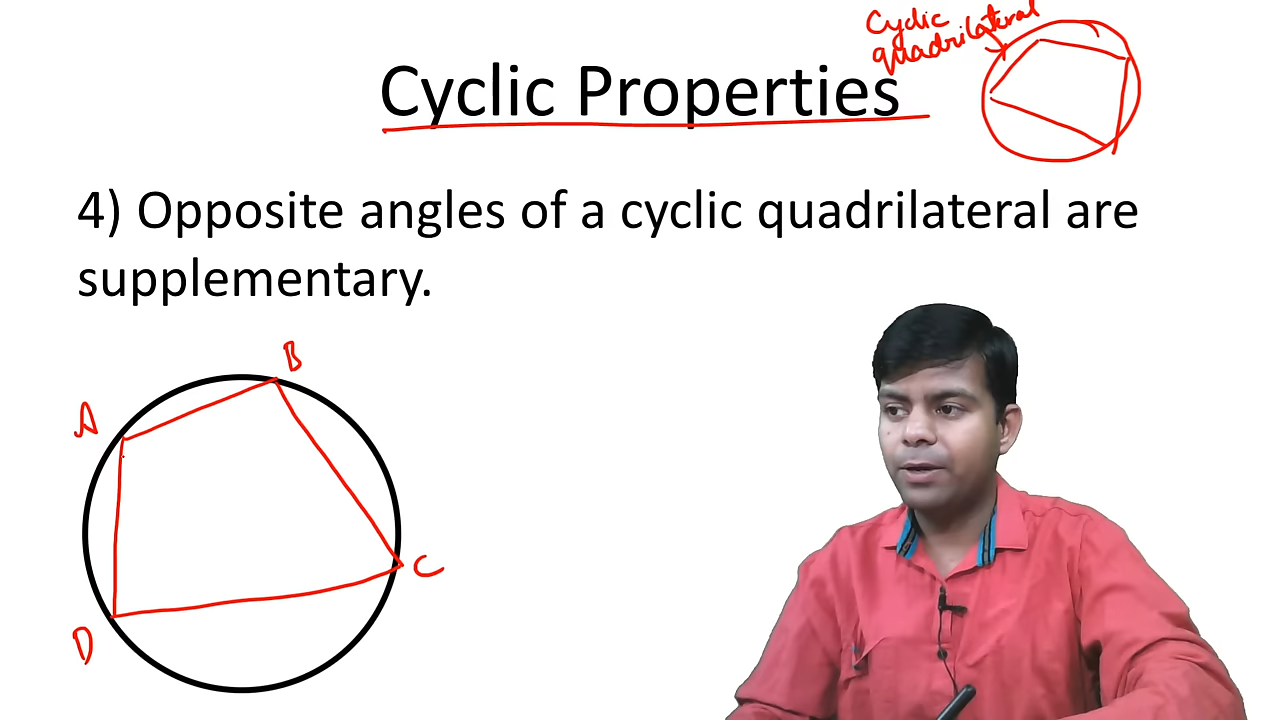 Cyclic
quadrilateral
Cyclic Properties
4) Opposite angles of a cyclic quadrilateral are
supplementary.
B
A
C
D